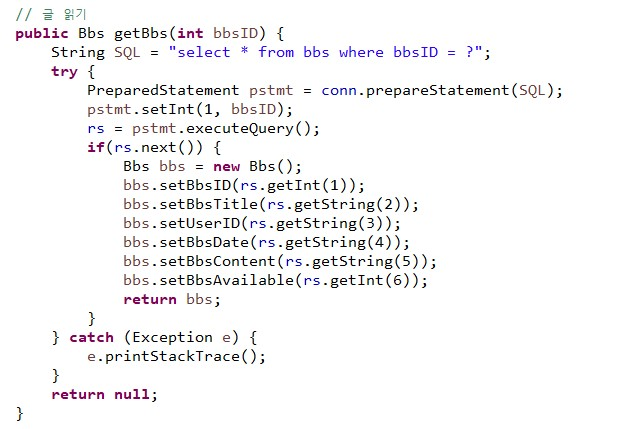 // 글 읽기
public Bbs getBbs(int bbsID) {
    String SQL = "select * from bbs where bbsID = ?";
    try {
        PreparedStatement pstmt = conn.prepareStatement(SQL);
        pstmt.setInt(1, bbsID);
        rs = pstmt.executeQuery();
        if(rs.next()) {
            Bbs bbs = new Bbs();
            bbs.setBbsID(rs.getInt(1));
            bbs.setBbsTitle(rs.getString(2));
            bbs.setUserID(rs.getString(3));
            bbs.setBbsDate(rs.getString(4));
            bbs.setBbsContent(rs.getString(5));
            bbs.setBbsAvailable(rs.getInt(6));
            return bbs;
        }
    } catch (Exception e) {
        e.printStackTrace();
    }
    return null;
}